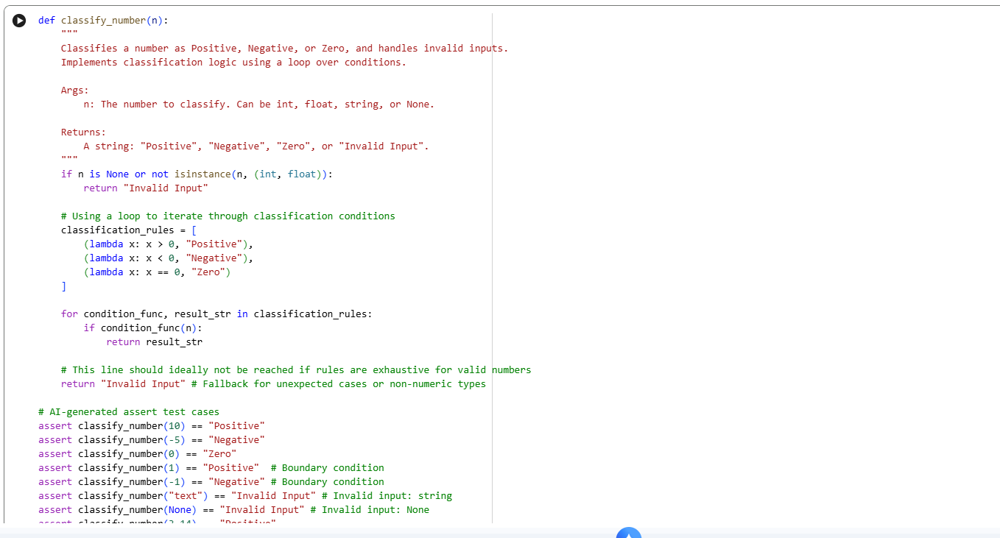 def classify_number(n):
    """
    Classifies a number as Positive, Negative, or Zero, and handles invalid inputs.
    Implements classification logic using a loop over conditions.

    Args:
        n: The number to classify. Can be int, float, string, or None.

    Returns:
        A string: "Positive", "Negative", "Zero", or "Invalid Input".
    """
    if n is None or not isinstance(n, (int, float)):
        return "Invalid Input"

    # Using a loop to iterate through classification conditions
    classification_rules = [
        (lambda x: x > 0, "Positive"),
        (lambda x: x < 0, "Negative"),
        (lambda x: x == 0, "Zero")
    ]

    for condition_func, result_str in classification_rules:
        if condition_func(n):
            return result_str

    # This line should ideally not be reached if rules are exhaustive for valid numbers
    return "Invalid Input" # Fallback for unexpected cases or non-numeric types

# AI-generated assert test cases
assert classify_number(10) == "Positive"
assert classify_number(-5) == "Negative"
assert classify_number(0) == "Zero"
assert classify_number(1) == "Positive"  # Boundary condition
assert classify_number(-1) == "Negative" # Boundary condition
assert classify_number("text") == "Invalid Input" # Invalid input: string
assert classify_number(None) == "Invalid Input" # Invalid input: None